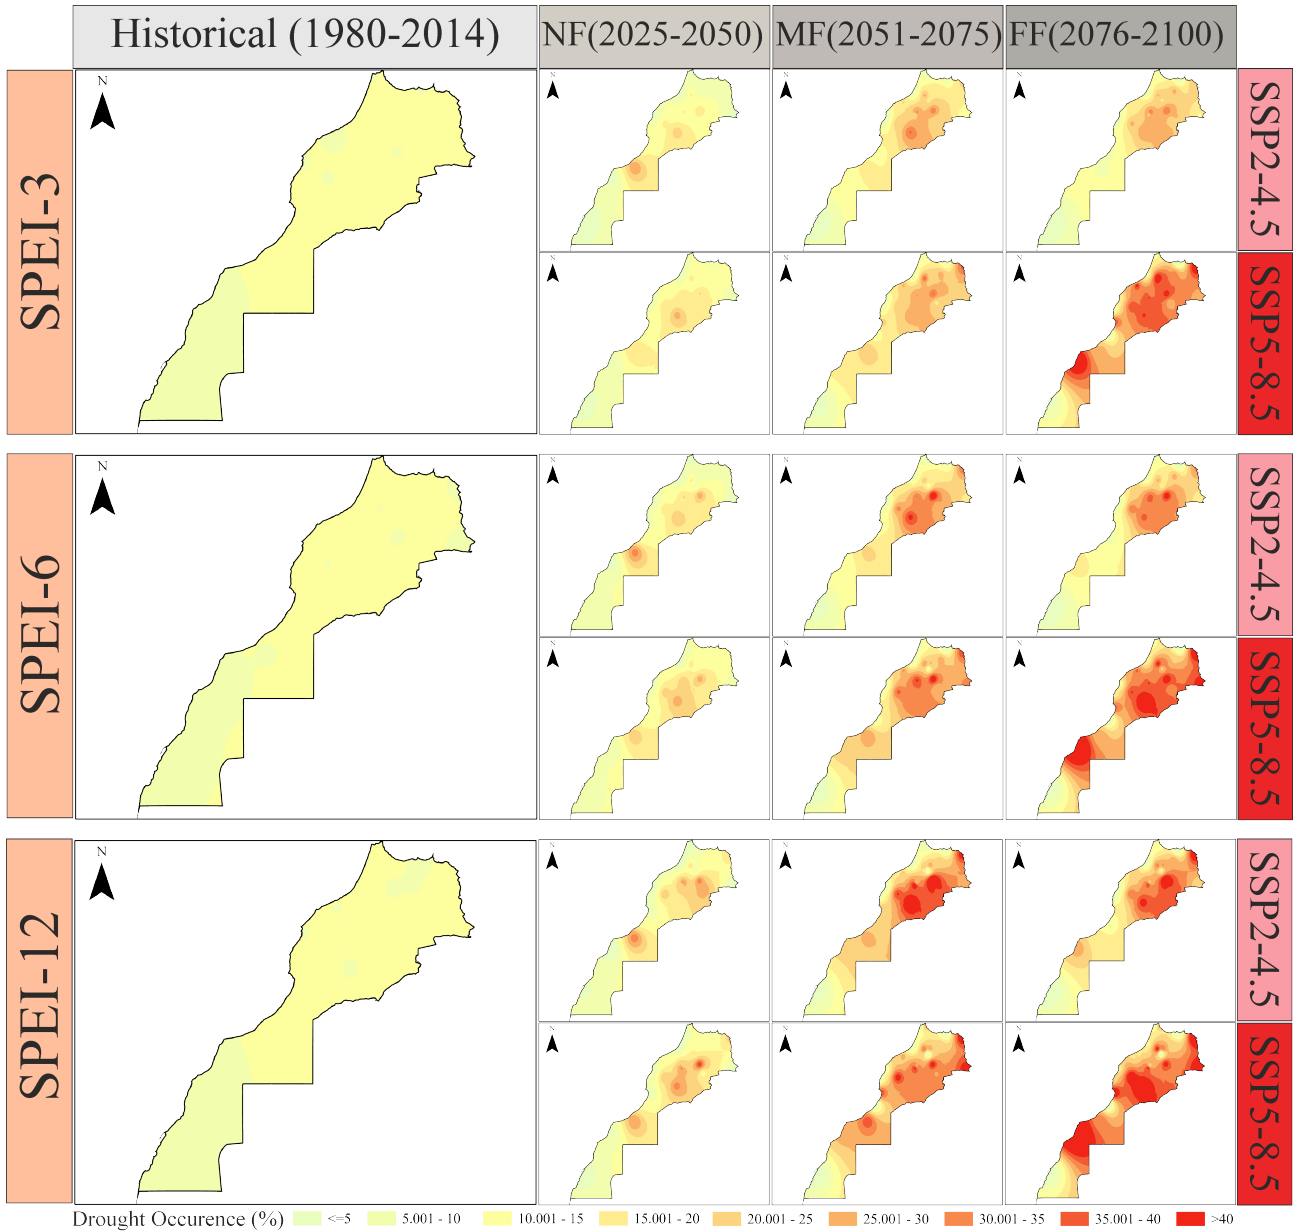 Historical (1980-2014)
NF(2025-2050)
MF(2051-2075)
FF(2076-2100)
SPEI-3
N
N
N
N
SSP2-4.5
N
N
N
SSP5-8.5
SPEI-6
N
N
N
N
SSP2-4.5
N
N
N
SSP5-8.5
SPEI-12
N
N
N
N
SSP2-4.5
N
N
N
SSP5-8.5
Drought Occurence (%) <=5 5.001 - 10 10.001 - 15 15.001 - 20 20.001 - 25 25.001 - 30 30.001 - 35 35.001 - 40 >40